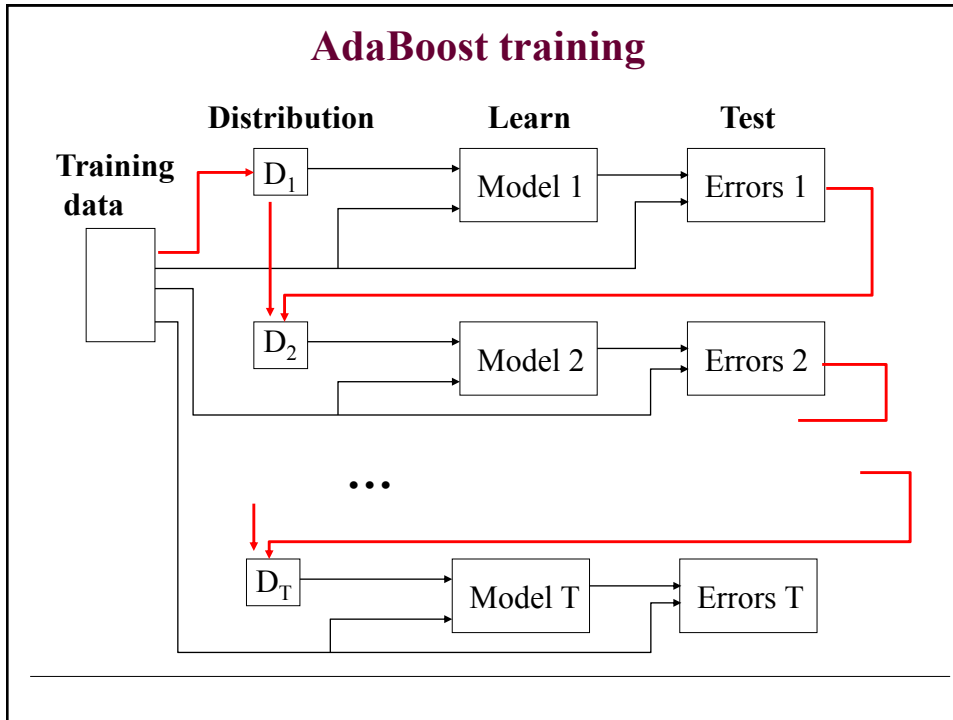 AdaBoost training
Distribution Learn Test
Training
data
D₁
Model 1
Errors 1
D₂
Model 2
Errors 2
...
D_T
Model T
Errors T